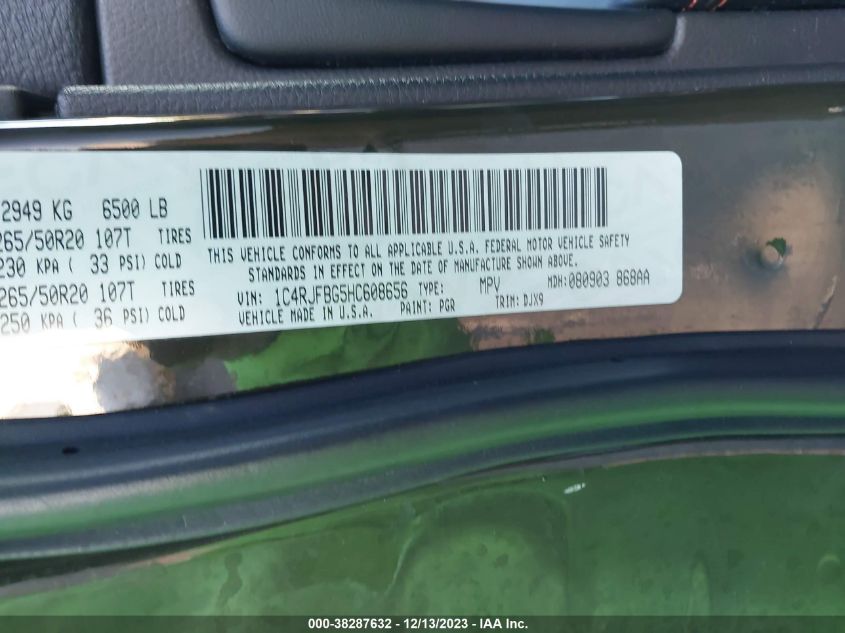 2949 KG 6500 LB
265/50R20 107T TIRES
230 KPA ( 33 PSI) COLD
265/50R20 107T TIRES
250 KPA ( 36 PSI) COLD
THIS VEHICLE CONFORMS TO ALL APPLICABLE U.S.A. FEDERAL MOTOR VEHICLE SAFETY
STANDARDS IN EFFECT ON THE DATE OF MANUFACTURE SHOWN ABOVE.
VIN: 1C4RJFBG5HC608656 TYPE: MPV MDH: 080903 868AA
VEHICLE MADE IN U.S.A. PAINT: PGR TRIM: DJX9
000-38287632 - 12/13/2023 - IAA Inc.